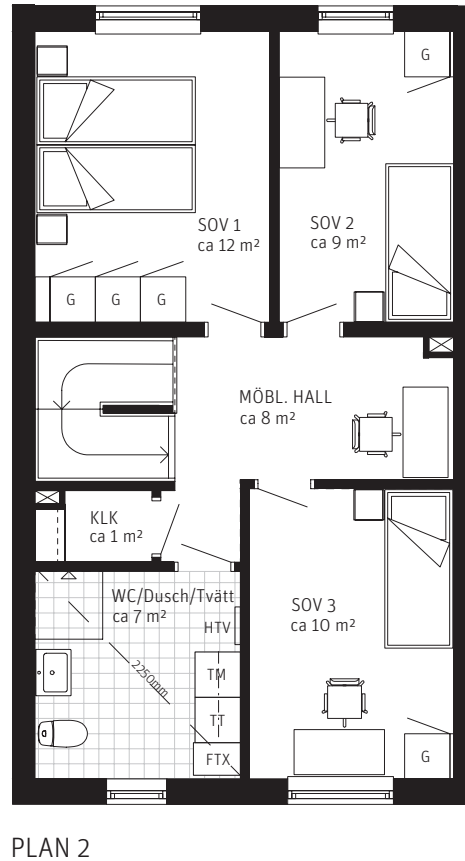 G
SOV 1
ca 12 m²
SOV 2
ca 9 m²
G
G
G
MÖBL. HALL
ca 8 m²
KLK
ca 1 m²
WC/Dusch/Tvätt
ca 7 m²
SOV 3
ca 10 m²
HTV
2250mm
TM
TT
FTX
G
PLAN 2